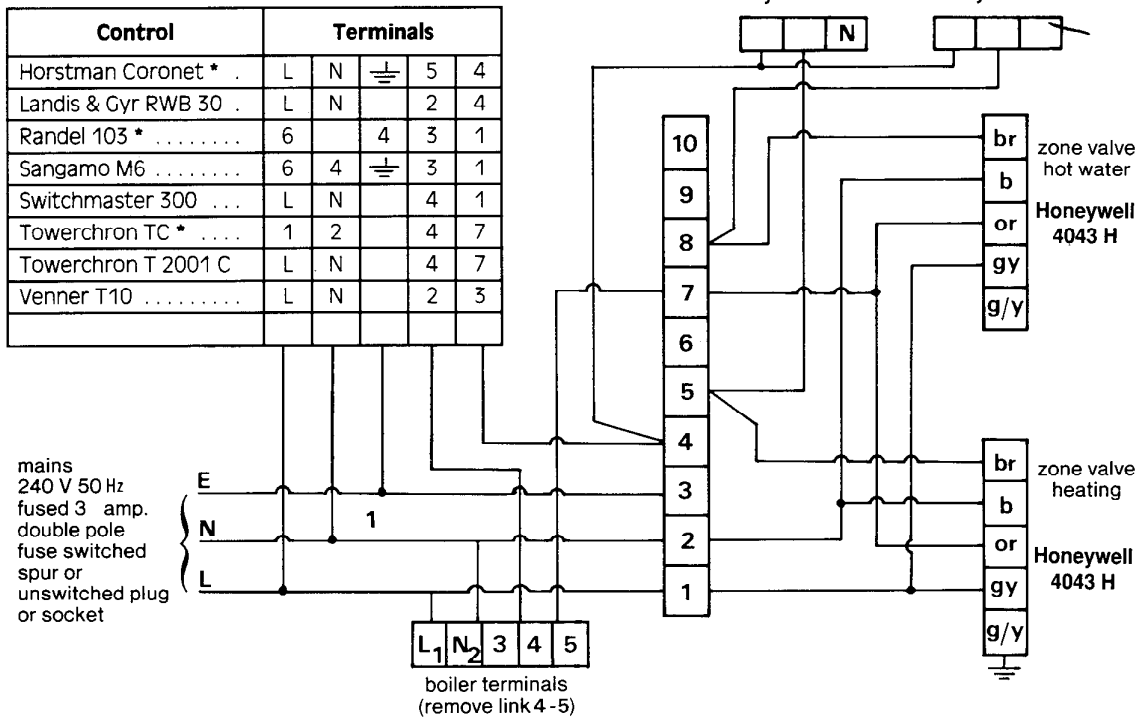 Control Terminals
Horstman Coronet * . L N ⏚ 5 4
Landis & Gyr RWB 30 . L N 2 4
Randel 103 * ........ 6 4 3 1
Sangamo M6 ........ 6 4 ⏚ 3 1
Switchmaster 300 ... L N 4 1
Towerchron TC * .... 1 2 4 7
Towerchron T 2001 C L N 4 7
Venner T10 ......... L N 2 3
N
10
9
8
7
6
5
4
3
2
1
br
b
or
gy
g/y
zone valve
hot water
Honeywell
4043 H
br
b
or
gy
g/y
zone valve
heating
Honeywell
4043 H
mains
240 V 50 Hz
fused 3 amp.
double pole
fuse switched
spur or
unswitched plug
or socket
E
N
L
1
L1 N2 3 4 5
boiler terminals
(remove link 4-5)